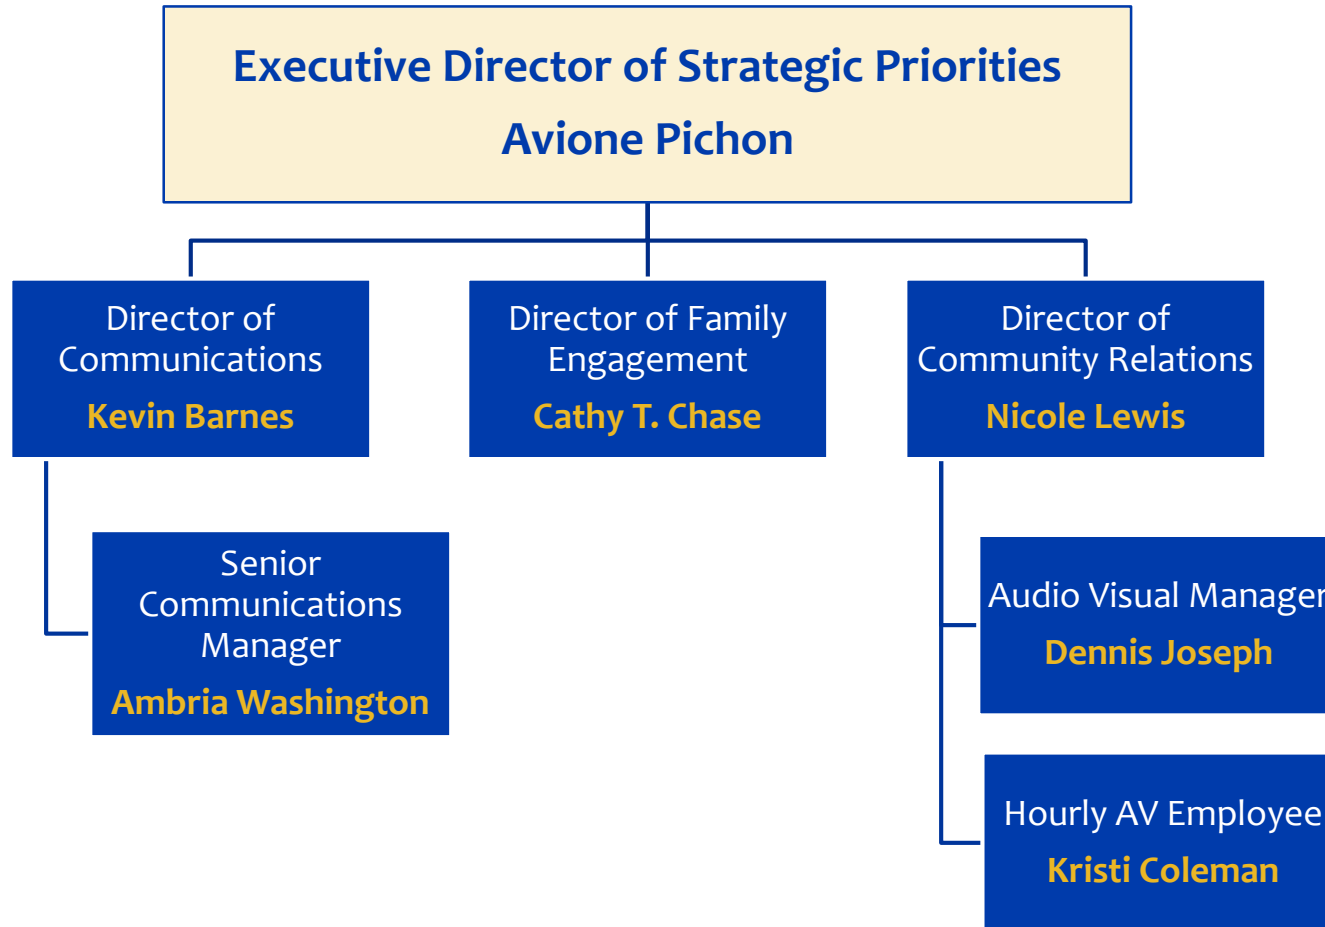 Executive Director of Strategic Priorities
Avione Pichon
Director of
Communications
Kevin Barnes
Director of Family
Engagement
Cathy T. Chase
Director of
Community Relations
Nicole Lewis
Senior
Communications
Manager
Ambria Washington
Audio Visual Manager
Dennis Joseph
Hourly AV Employee
Kristi Coleman